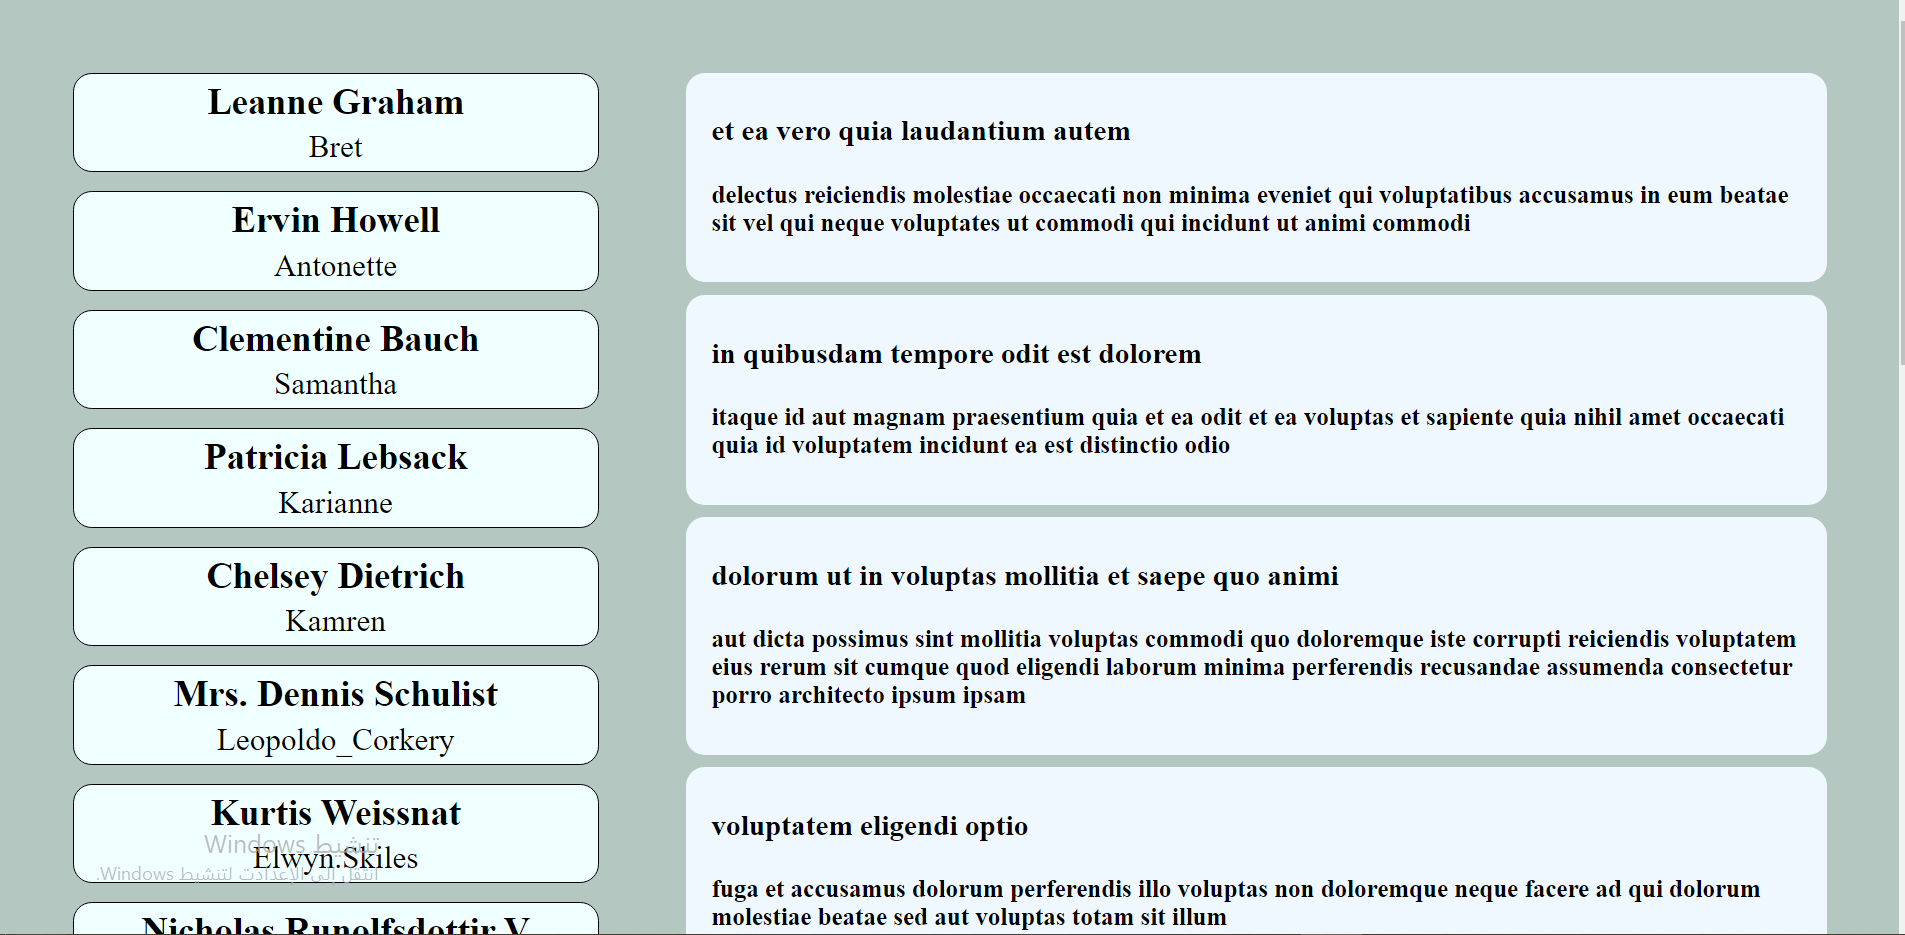 Leanne Graham
Bret
Ervin Howell
Antonette
Clementine Bauch
Samantha
Patricia Lebsack
Karianne
Chelsey Dietrich
Kamren
Mrs. Dennis Schulist
Leopoldo_Corkery
Kurtis Weissnat
Elwyn.Skiles
Nicholas Runolfsdottir V
تنشيط Windows
انتقل إلى الإعدادات لتنشيط Windows.
et ea vero quia laudantium autem
delectus reiciendis molestiae occaecati non minima eveniet qui voluptatibus accusamus in eum beatae
sit vel qui neque voluptates ut commodi qui incidunt ut animi commodi
in quibusdam tempore odit est dolorem
itaque id aut magnam praesentium quia et ea odit et ea voluptas et sapiente quia nihil amet occaecati
quia id voluptatem incidunt ea est distinctio odio
dolorum ut in voluptas mollitia et saepe quo animi
aut dicta possimus sint mollitia voluptas commodi quo doloremque iste corrupti reiciendis voluptatem
eius rerum sit cumque quod eligendi laborum minima perferendis recusandae assumenda consectetur
porro architecto ipsum ipsam
voluptatem eligendi optio
fuga et accusamus dolorum perferendis illo voluptas non doloremque neque facere ad qui dolorum
molestiae beatae sed aut voluptas totam sit illum